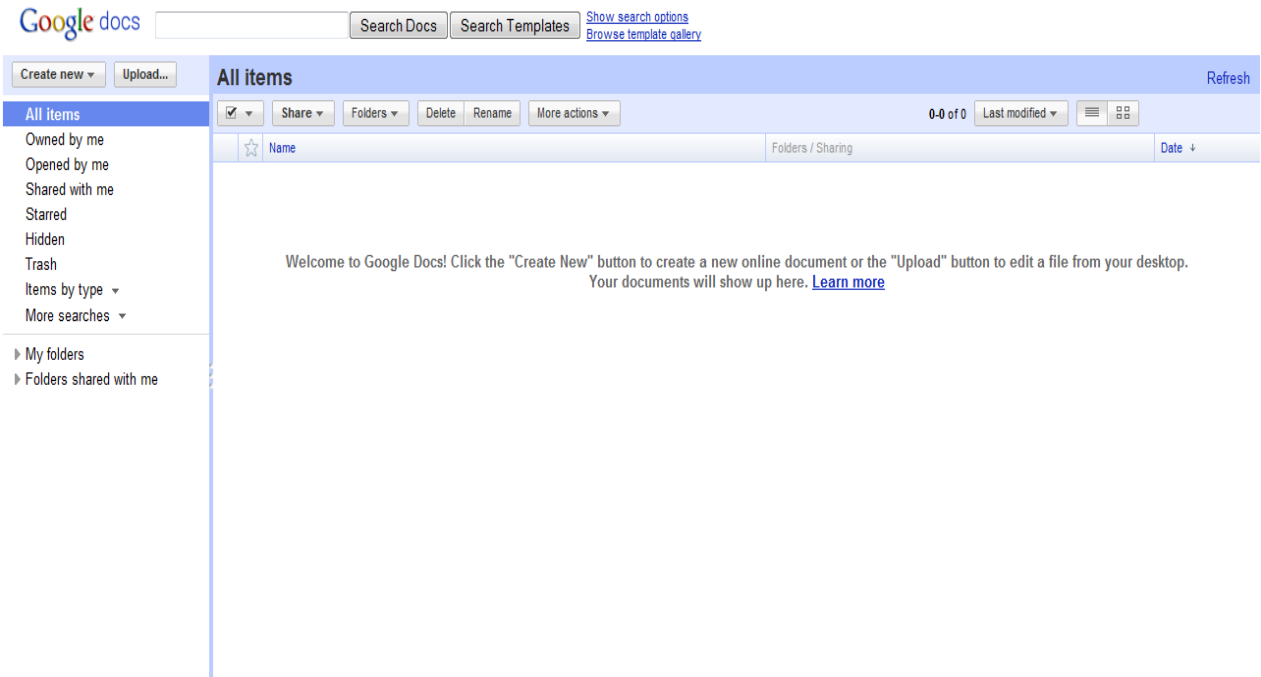 Google docs
Search Docs Search Templates Show search options
Browse template gallery
Create new Upload...
All items Refresh
Share Folders Delete Rename More actions 0-0 of 0 Last modified
Name Folders / Sharing Date ↓
All items
Owned by me
Opened by me
Shared with me
Starred
Hidden
Trash
Items by type
More searches
My folders
Folders shared with me
Welcome to Google Docs! Click the "Create New" button to create a new online document or the "Upload" button to edit a file from your desktop.
Your documents will show up here. Learn more